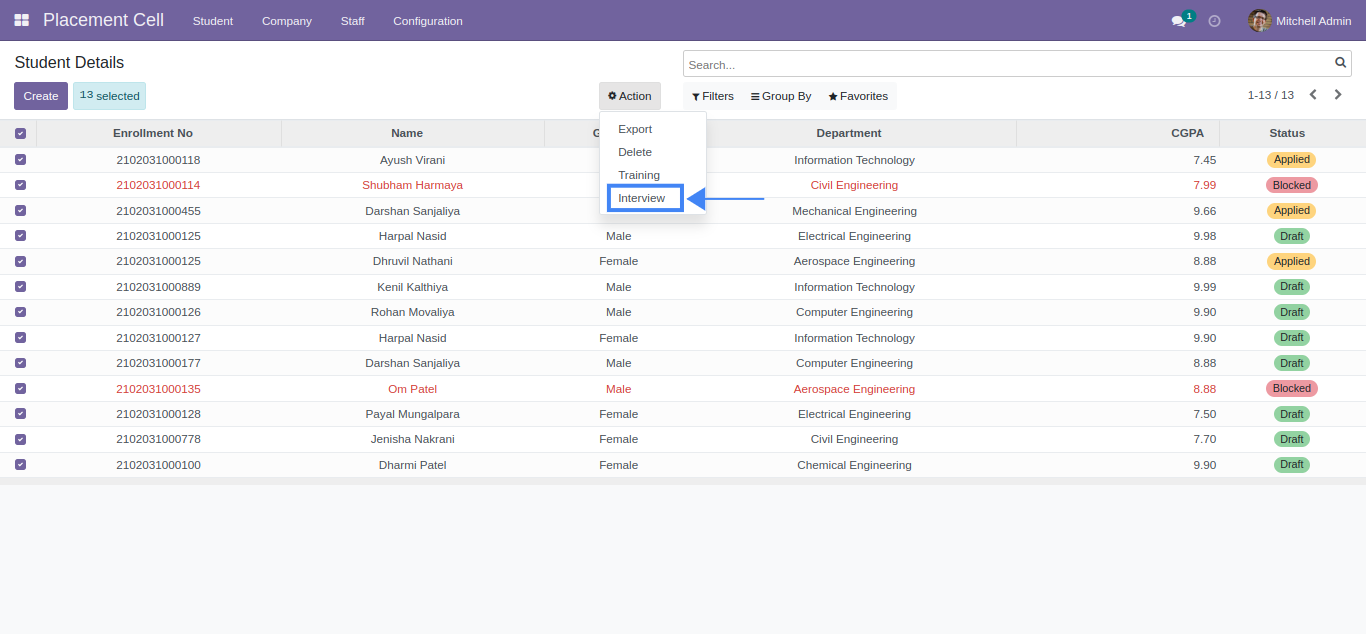 Placement Cell Student Company Staff Configuration 1 Mitchell Admin
Student Details
Search...
Create 13 selected Action Filters Group By Favorites 1-13 / 13
Export
Delete
Training
Interview
Enrollment No Name G Department CGPA Status
2102031000118 Ayush Virani Information Technology 7.45 Applied
2102031000114 Shubham Harmaya Civil Engineering 7.99 Blocked
2102031000455 Darshan Sanjaliya Mechanical Engineering 9.66 Applied
2102031000125 Harpal Nasid Male Electrical Engineering 9.98 Draft
2102031000125 Dhruvil Nathani Female Aerospace Engineering 8.88 Applied
2102031000889 Kenil Kalthiya Male Information Technology 9.99 Draft
2102031000126 Rohan Movaliya Male Computer Engineering 9.90 Draft
2102031000127 Harpal Nasid Female Information Technology 9.90 Draft
2102031000177 Darshan Sanjaliya Male Computer Engineering 8.88 Draft
2102031000135 Om Patel Male Aerospace Engineering 8.88 Blocked
2102031000128 Payal Mungalpara Female Electrical Engineering 7.50 Draft
2102031000778 Jenisha Nakrani Female Civil Engineering 7.70 Draft
2102031000100 Dharmi Patel Female Chemical Engineering 9.90 Draft